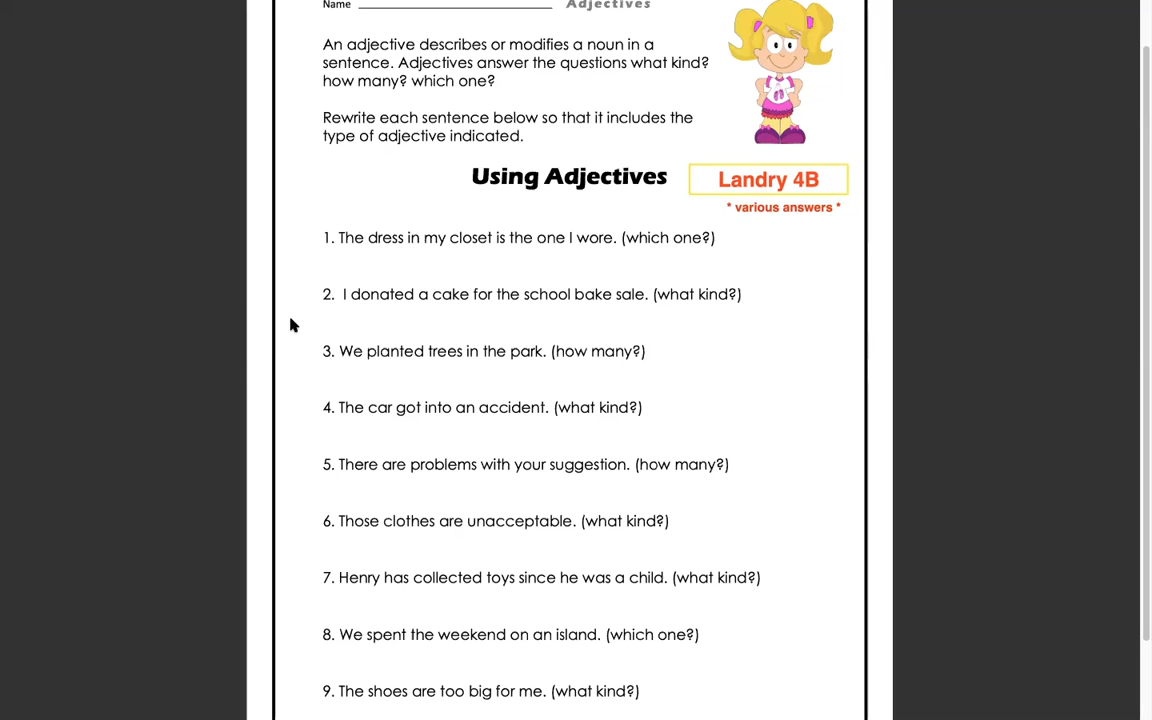 Name ____________________ Adjectives
An adjective describes or modifies a noun in a
sentence. Adjectives answer the questions what kind?
how many? which one?
Rewrite each sentence below so that it includes the
type of adjective indicated.
Using Adjectives
Landry 4B
* various answers *
1. The dress in my closet is the one I wore. (which one?)
2. I donated a cake for the school bake sale. (what kind?)
3. We planted trees in the park. (how many?)
4. The car got into an accident. (what kind?)
5. There are problems with your suggestion. (how many?)
6. Those clothes are unacceptable. (what kind?)
7. Henry has collected toys since he was a child. (what kind?)
8. We spent the weekend on an island. (which one?)
9. The shoes are too big for me. (what kind?)